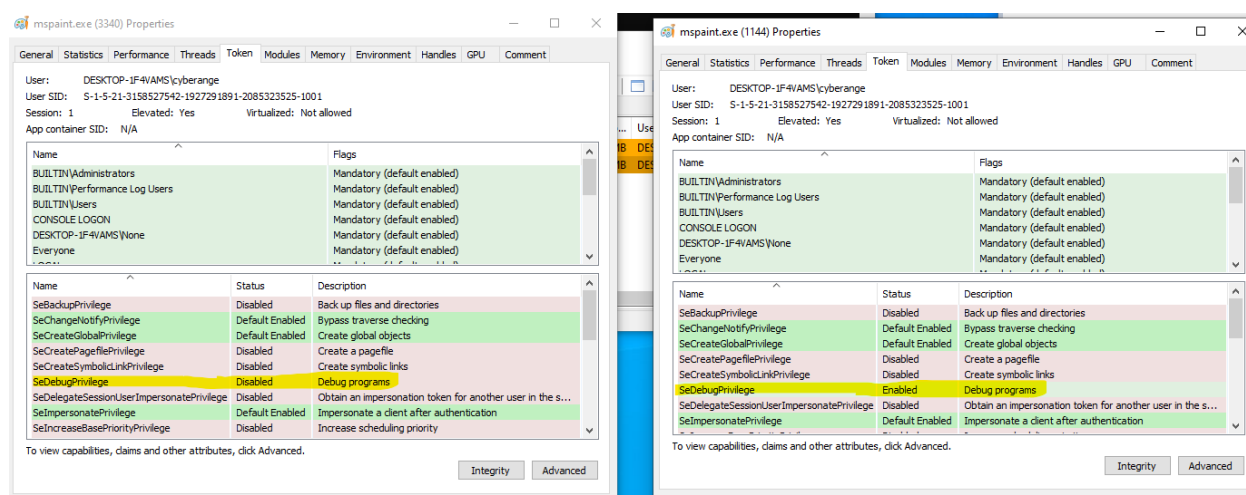 mspaint.exe (3340) Properties
General Statistics Performance Threads Token Modules Memory Environment Handles GPU Comment
User: DESKTOP-1F4VAMS\cyberange
User SID: S-1-5-21-3158527542-1927291891-2085323525-1001
Session: 1 Elevated: Yes Virtualized: Not allowed
App container SID: N/A
Name Flags
BUILTIN\Administrators Mandatory (default enabled)
BUILTIN\Performance Log Users Mandatory (default enabled)
BUILTIN\Users Mandatory (default enabled)
CONSOLE LOGON Mandatory (default enabled)
DESKTOP-1F4VAMS\None Mandatory (default enabled)
Everyone Mandatory (default enabled)
Name Status Description
SeBackupPrivilege Disabled Back up files and directories
SeChangeNotifyPrivilege Default Enabled Bypass traverse checking
SeCreateGlobalPrivilege Default Enabled Create global objects
SeCreatePagefilePrivilege Disabled Create a pagefile
SeCreateSymbolicLinkPrivilege Disabled Create symbolic links
SeDebugPrivilege Disabled Debug programs
SeDelegateSessionUserImpersonatePrivilege Disabled Obtain an impersonation token for another user in the s...
SeImpersonatePrivilege Default Enabled Impersonate a client after authentication
SeIncreaseBasePriorityPrivilege Disabled Increase scheduling priority
To view capabilities, claims and other attributes, click Advanced.
Integrity Advanced
... Use
MB DES
MB DES
mspaint.exe (1144) Properties
General Statistics Performance Threads Token Modules Memory Environment Handles GPU Comment
User: DESKTOP-1F4VAMS\cyberange
User SID: S-1-5-21-3158527542-1927291891-2085323525-1001
Session: 1 Elevated: Yes Virtualized: Not allowed
App container SID: N/A
Name Flags
BUILTIN\Administrators Mandatory (default enabled)
BUILTIN\Performance Log Users Mandatory (default enabled)
BUILTIN\Users Mandatory (default enabled)
CONSOLE LOGON Mandatory (default enabled)
DESKTOP-1F4VAMS\None Mandatory (default enabled)
Everyone Mandatory (default enabled)
Name Status Description
SeBackupPrivilege Disabled Back up files and directories
SeChangeNotifyPrivilege Default Enabled Bypass traverse checking
SeCreateGlobalPrivilege Default Enabled Create global objects
SeCreatePagefilePrivilege Disabled Create a pagefile
SeCreateSymbolicLinkPrivilege Disabled Create symbolic links
SeDebugPrivilege Enabled Debug programs
SeDelegateSessionUserImpersonatePrivilege Disabled Obtain an impersonation token for another user in the s...
SeImpersonatePrivilege Default Enabled Impersonate a client after authentication
To view capabilities, claims and other attributes, click Advanced.
Integrity Advanced